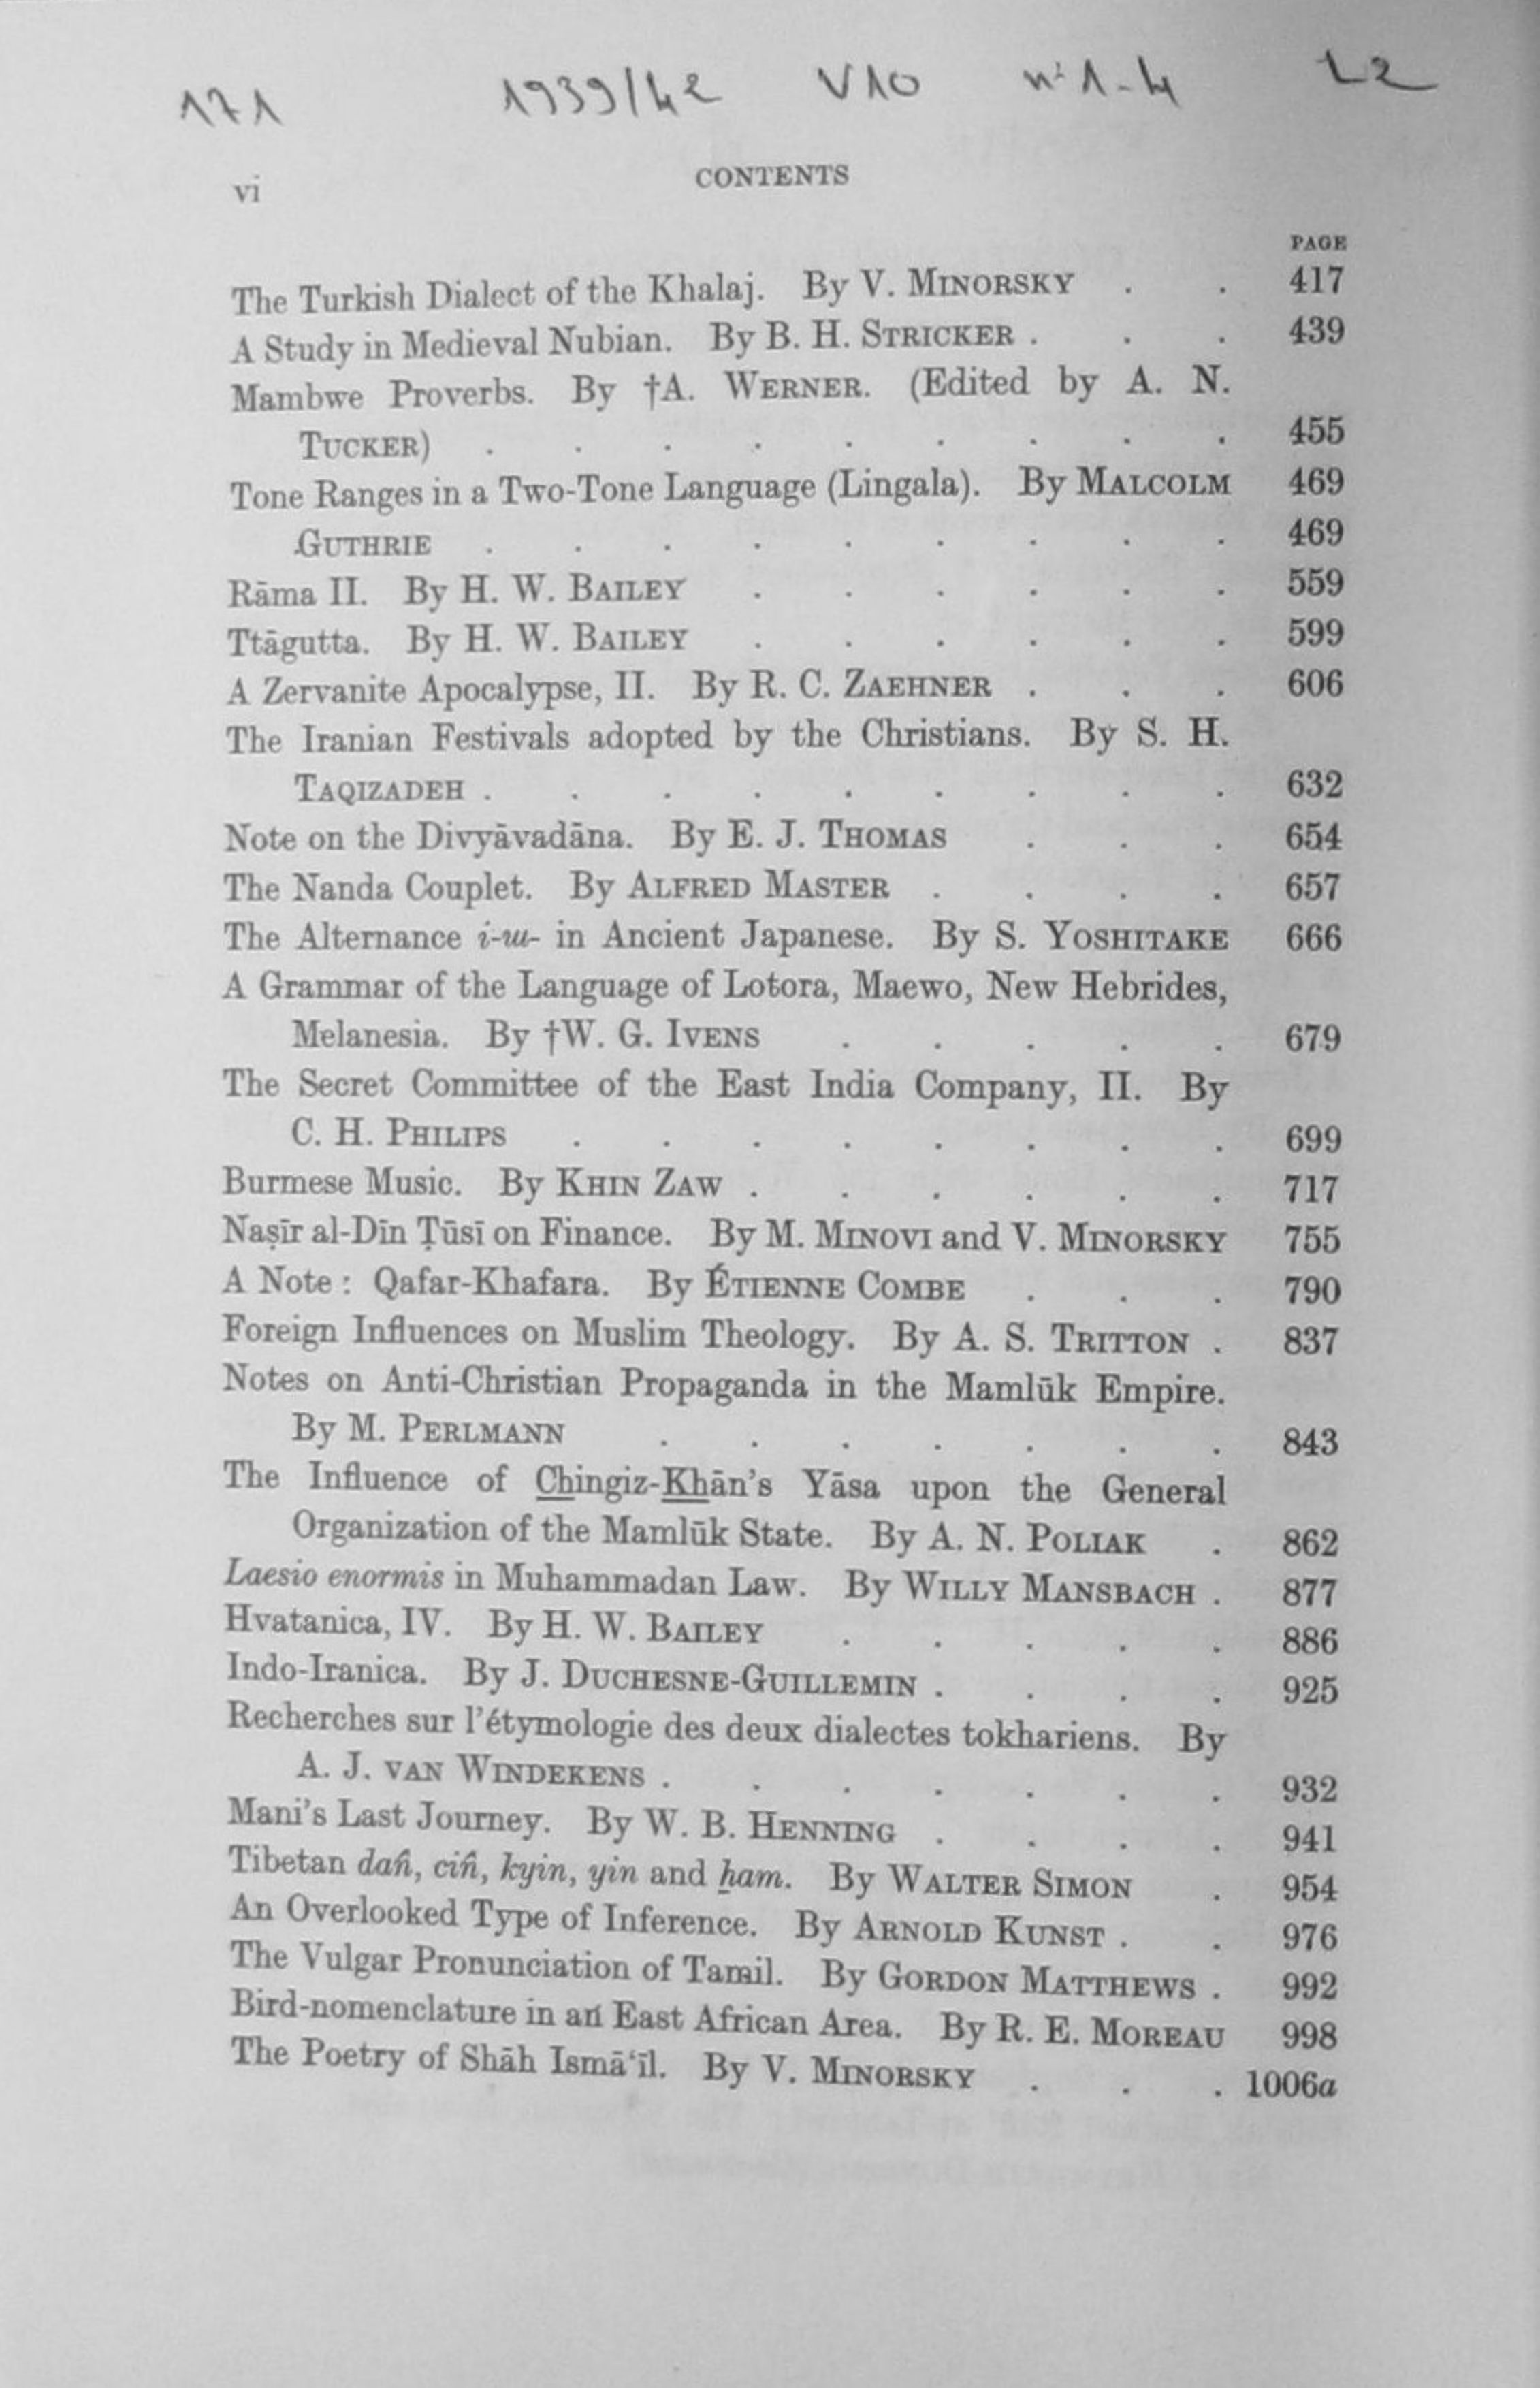 171 1939/42 V10 n° 1-4 L2
vi CONTENTS
PAGE
The Turkish Dialect of the Khalaj. By V. MINORSKY . . 417
A Study in Medieval Nubian. By B. H. STRICKER . . . 439
Mambwe Proverbs. By †A. WERNER. (Edited by A. N.
TUCKER) . . . . . . . . . 455
Tone Ranges in a Two-Tone Language (Lingala). By MALCOLM 469
GUTHRIE . . . . . . . . . 469
Rāma II. By H. W. BAILEY . . . . . . 559
Ttāgutta. By H. W. BAILEY . . . . . . 599
A Zervanite Apocalypse, II. By R. C. ZAEHNER . . . 606
The Iranian Festivals adopted by the Christians. By S. H.
TAQIZADEH . . . . . . . . . 632
Note on the Divyāvadāna. By E. J. THOMAS . . . 654
The Nanda Couplet. By ALFRED MASTER . . . . 657
The Alternance i-ɯ- in Ancient Japanese. By S. YOSHITAKE 666
A Grammar of the Language of Lotora, Maewo, New Hebrides,
Melanesia. By †W. G. IVENS . . . . . 679
The Secret Committee of the East India Company, II. By
C. H. PHILIPS . . . . . . . . 699
Burmese Music. By KHIN ZAW . . . . . . 717
Naṣīr al-Dīn Ṭūsī on Finance. By M. MINOVI and V. MINORSKY 755
A Note : Qafar-Khafara. By ÉTIENNE COMBE . . . 790
Foreign Influences on Muslim Theology. By A. S. TRITTON . 837
Notes on Anti-Christian Propaganda in the Mamlūk Empire.
By M. PERLMANN . . . . . . . 843
The Influence of Chingiz-Khān's Yāsa upon the General
Organization of the Mamlūk State. By A. N. POLIAK . 862
Laesio enormis in Muhammadan Law. By WILLY MANSBACH . 877
Hvatanica, IV. By H. W. BAILEY . . . . . 886
Indo-Iranica. By J. DUCHESNE-GUILLEMIN . . . . 925
Recherches sur l'étymologie des deux dialectes tokhariens. By
A. J. VAN WINDEKENS . . . . . . . 932
Mani's Last Journey. By W. B. HENNING . . . . 941
Tibetan dań, ciń, kyin, yin and ḥam. By WALTER SIMON . 954
An Overlooked Type of Inference. By ARNOLD KUNST . . 976
The Vulgar Pronunciation of Tamil. By GORDON MATTHEWS . 992
Bird-nomenclature in an East African Area. By R. E. MOREAU 998
The Poetry of Shāh Ismā‘īl. By V. MINORSKY . . . 1006a